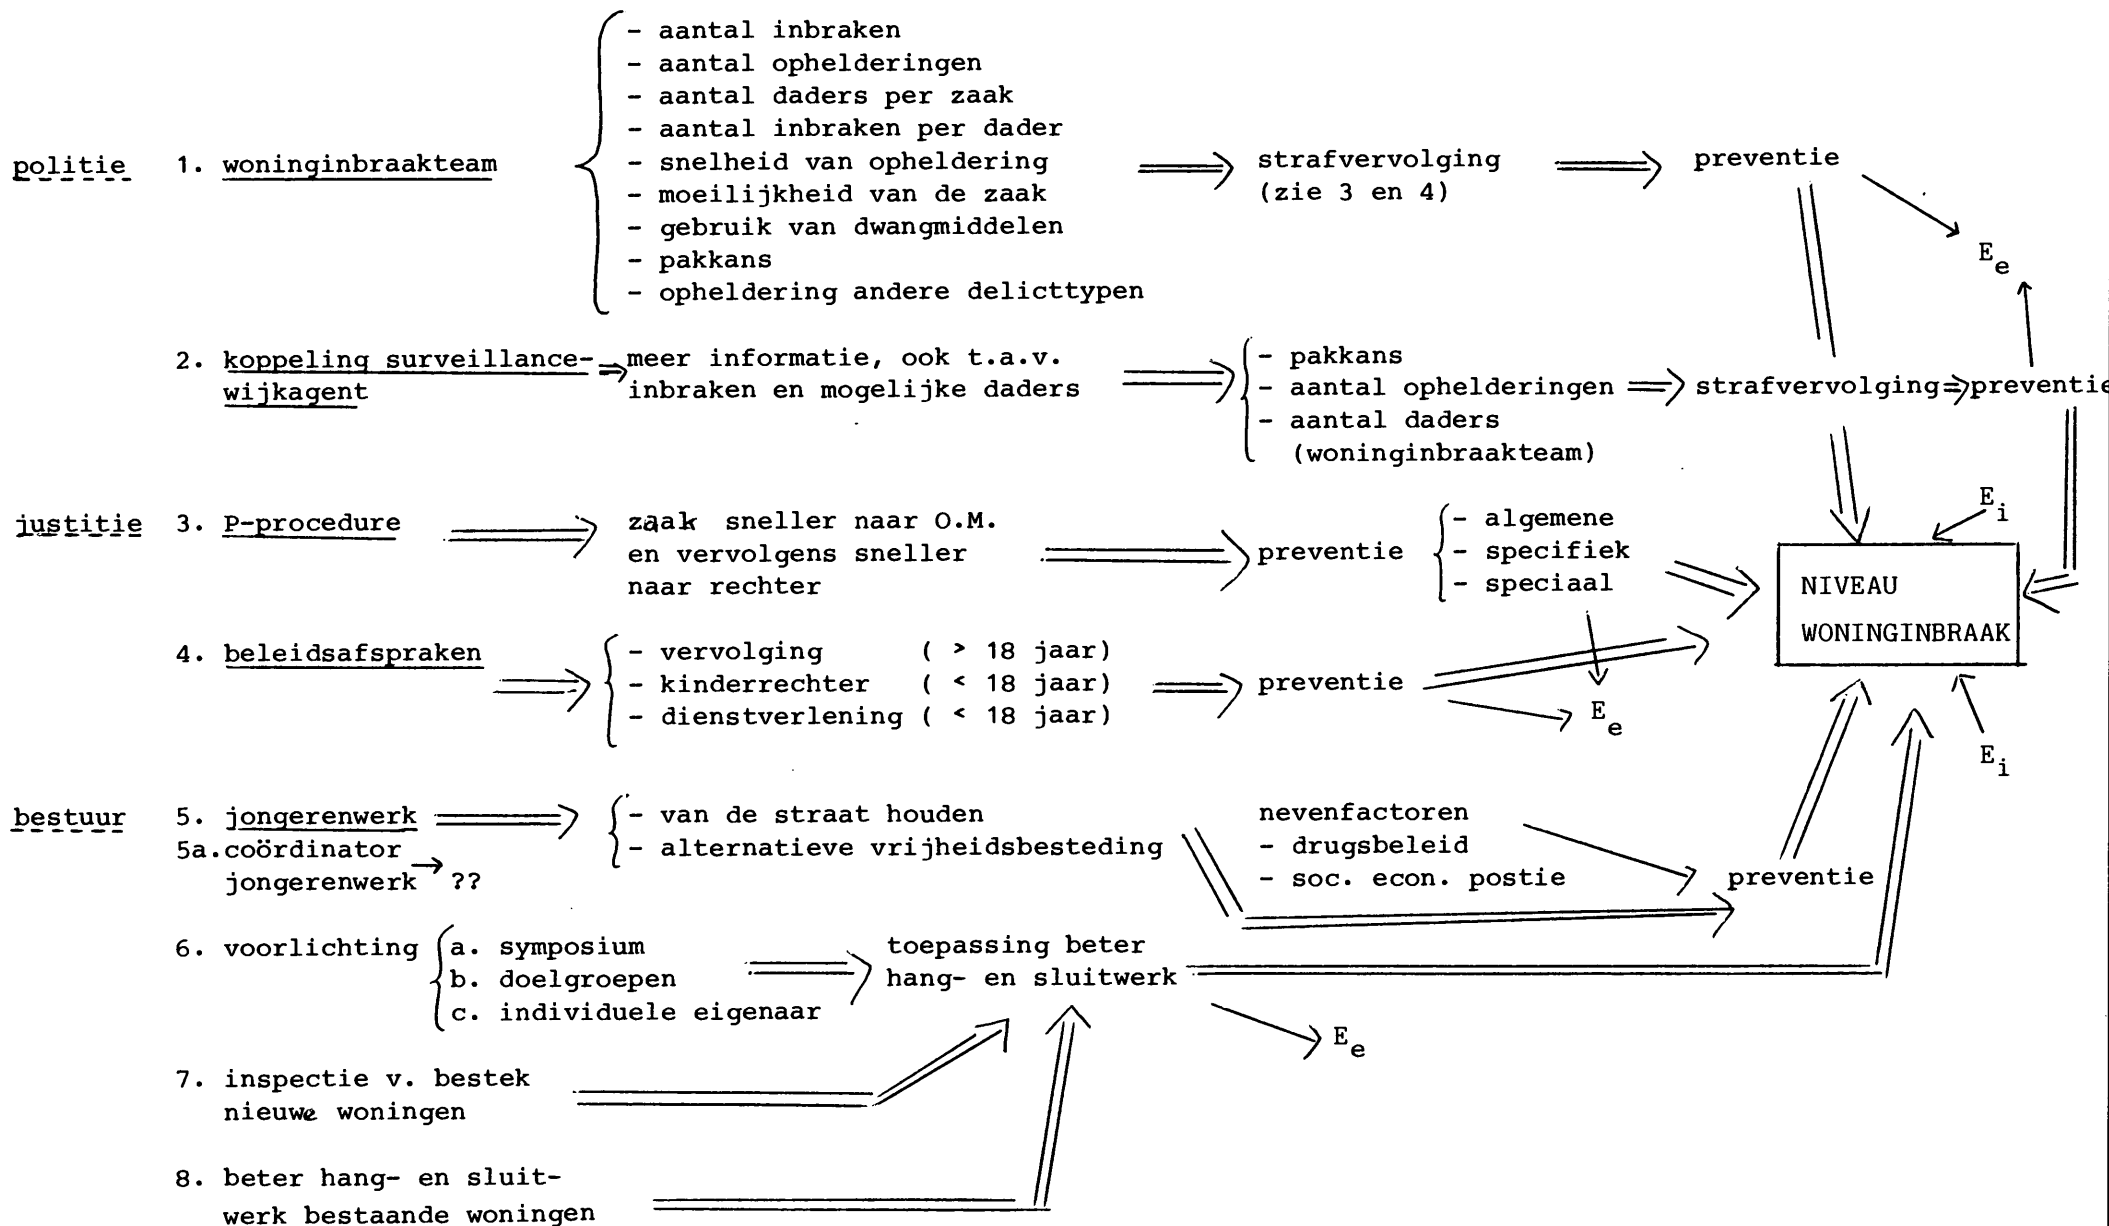 - aantal inbraken
- aantal ophelderingen
- aantal daders per zaak
- aantal inbraken per dader
politie 1. woninginbraakteam - snelheid van opheldering strafvervolging preventie
- moeilijkheid van de zaak (zie 3 en 4)
- gebruik van dwangmiddelen
- pakkans
- opheldering andere delicttypen
E e
2. koppeling surveillance- meer informatie, ook t.a.v. - pakkans
wijkagent inbraken en mogelijke daders - aantal ophelderingen strafvervolging preventie
- aantal daders
(woninginbraakteam)
E i
justitie 3. P-procedure zaak sneller naar O.M. - algemene
en vervolgens sneller preventie - specifiek
naar rechter - speciaal
NIVEAU
WONINGINBRAAK
4. beleidsafspraken - vervolging ( > 18 jaar)
- kinderrechter ( < 18 jaar) preventie
- dienstverlening ( < 18 jaar)
E e
E i
bestuur 5. jongerenwerk - van de straat houden nevenfactoren
5a.coördinator - alternatieve vrijheidsbesteding - drugsbeleid
jongerenwerk ?? - soc. econ. postie preventie
6. voorlichting a. symposium toepassing beter
b. doelgroepen hang- en sluitwerk
c. individuele eigenaar
E e
7. inspectie v. bestek
nieuwe woningen
8. beter hang- en sluit-
werk bestaande woningen